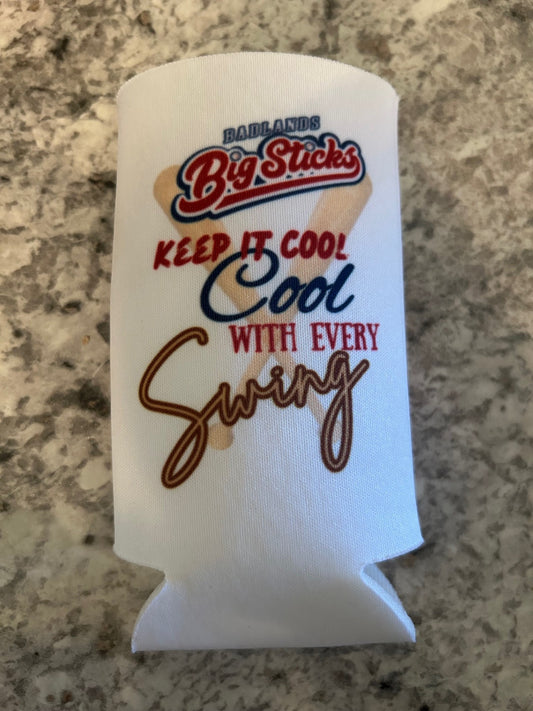 BADLANDS
Big Sticks
KEEP IT COOL
Cool
WITH EVERY
Swing